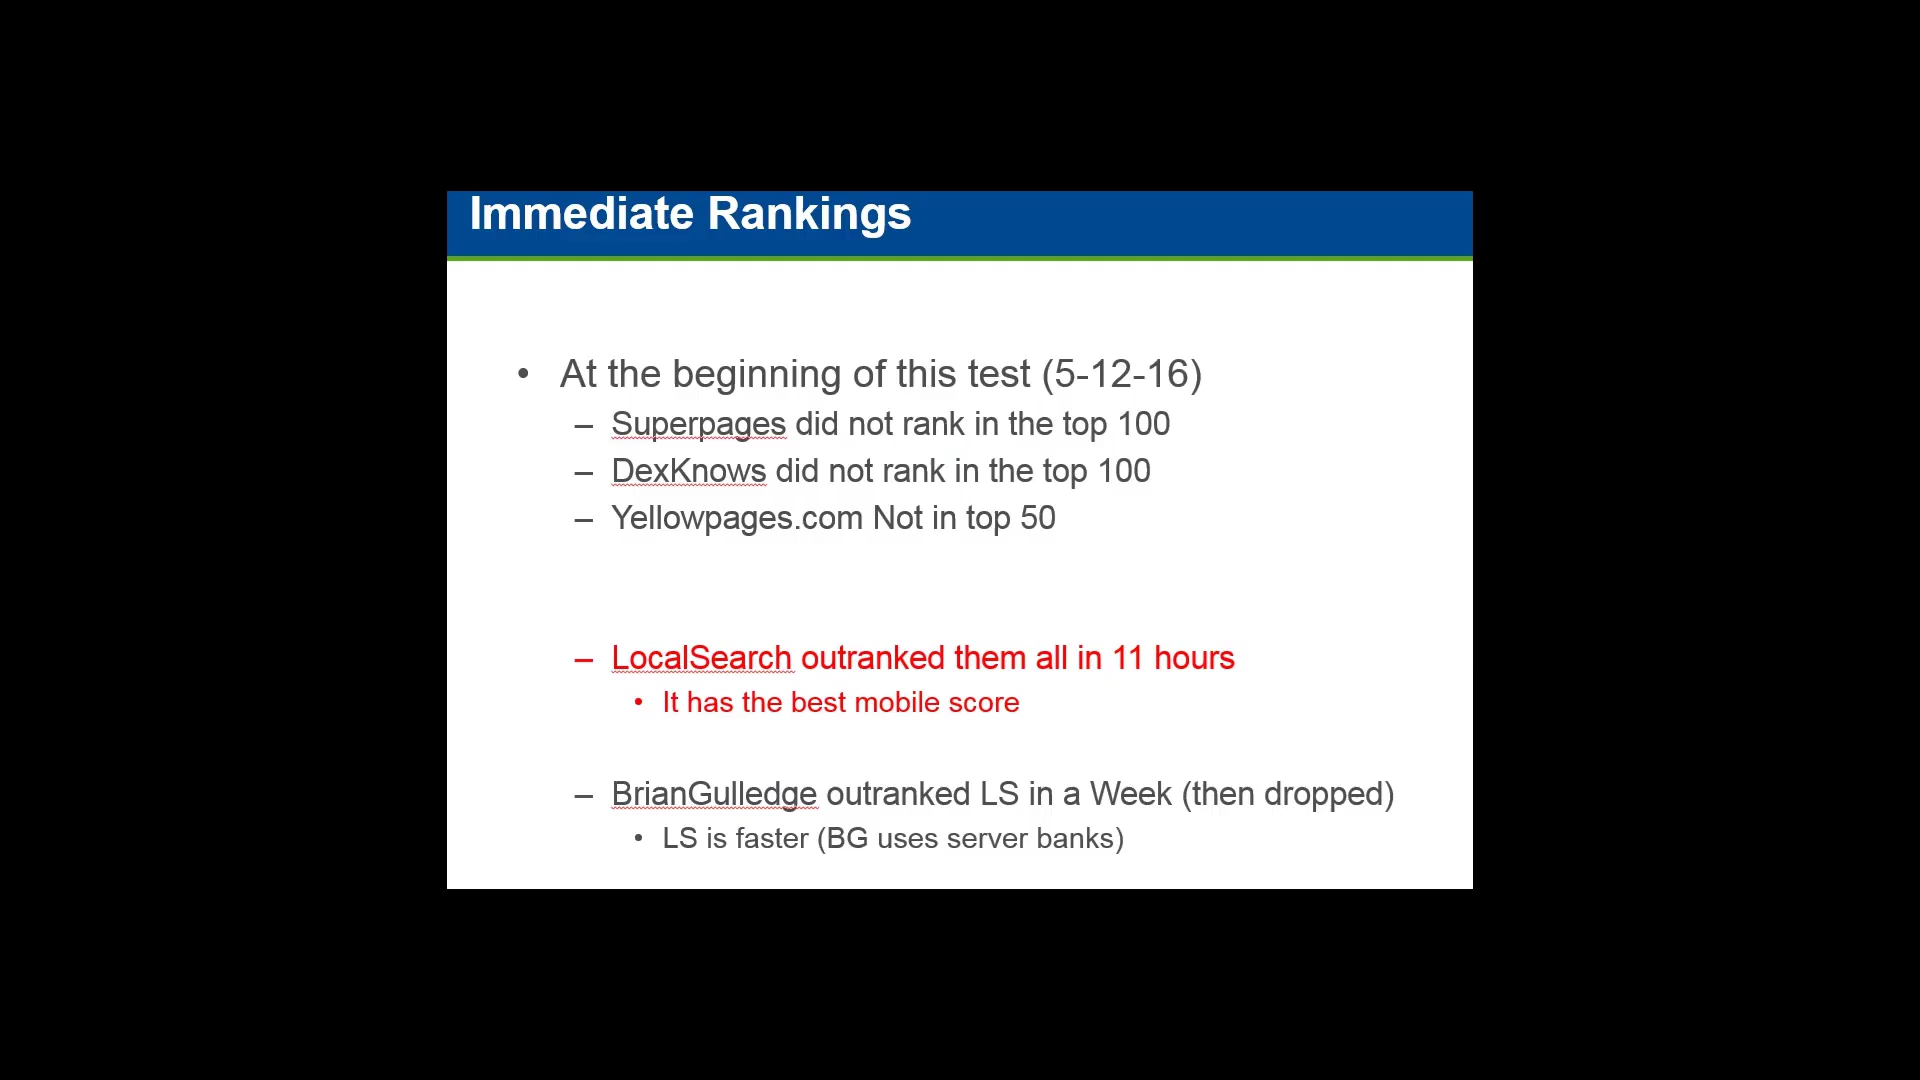 Immediate Rankings
• At the beginning of this test (5-12-16)
– Superpages did not rank in the top 100
– DexKnows did not rank in the top 100
– Yellowpages.com Not in top 50
– LocalSearch outranked them all in 11 hours
• It has the best mobile score
– BrianGulledge outranked LS in a Week (then dropped)
• LS is faster (BG uses server banks)